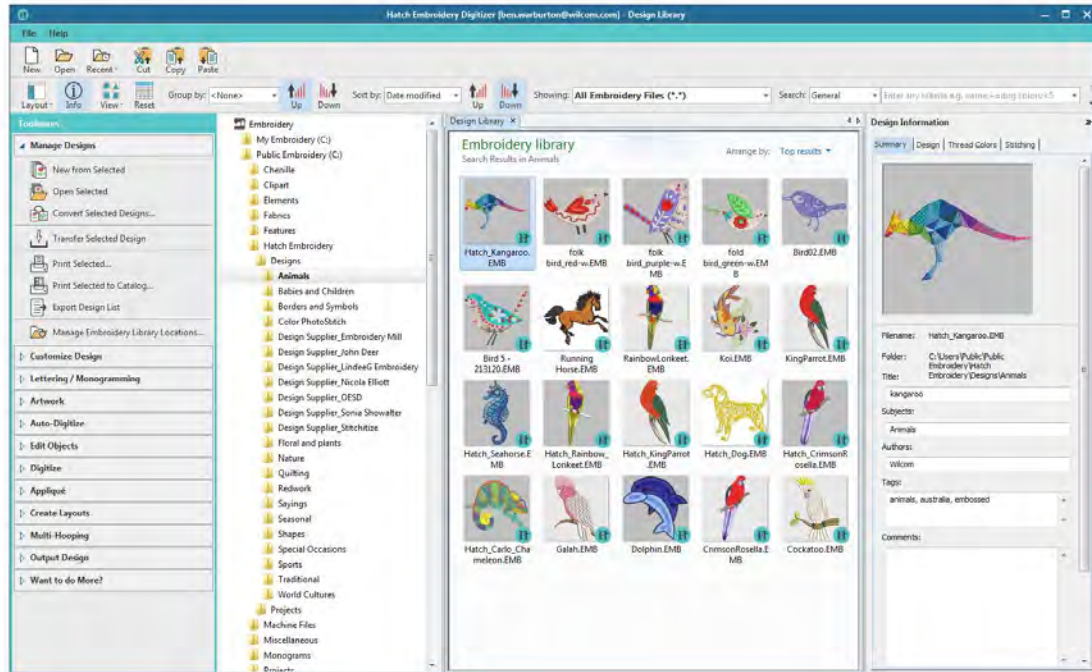 Hatch Embroidery Digitizer [ben.warburton@wilcom.com] - Design Library
File Help
New Open Recent Cut Copy Paste
Layout Info View Reset Group by: <None> Up Down Sort by: Date modified Up Down Showing: All Embroidery Files (*.*) Search: General Enter any criteria e.g. name:=a-dog colors:<5
Toolboxes
Manage Designs
New from Selected
Open Selected
Convert Selected Designs...
Transfer Selected Design
Print Selected...
Print Selected to Catalog...
Export Design List
Manage Embroidery Library Locations...
Customize Design
Lettering / Monogramming
Artwork
Auto-Digitize
Edit Objects
Digitize
Appliqué
Create Layouts
Multi-Hooping
Output Design
Want to do More?
Embroidery
My Embroidery (C:)
Public Embroidery (C:)
Chenille
Clipart
Elements
Fabrics
Features
Hatch Embroidery
Designs
Animals
Babies and Children
Borders and Symbols
Color PhotoStitch
Design Supplier_Embroidery Mill
Design Supplier_John Deer
Design Supplier_LindeeG Embroidery
Design Supplier_Nicola Elliott
Design Supplier_OESD
Design Supplier_Sonia Showalter
Design Supplier_Stitchitize
Floral and plants
Nature
Quilting
Redwork
Sayings
Seasonal
Shapes
Special Occasions
Sports
Traditional
World Cultures
Projects
Machine Files
Miscellaneous
Monograms
Projects
Design Library
Embroidery library
Search Results in Animals
Arrange by: Top results
Hatch_Kangaroo.EMB
folk bird_red-w.EMB
folk bird_purple-w.EMB
fold bird_green-w.EMB
Bird02.EMB
Bird 5 - 213120.EMB
Running Horse.EMB
RainbowLorikeet.EMB
Koi.EMB
KingParrot.EMB
Hatch_Seahorse.EMB
Hatch_Rainbow_Lorikeet.EMB
Hatch_KingParrot.EMB
Hatch_Dog.EMB
Hatch_CrimsonRosella.EMB
Hatch_Carlo_Chameleon.EMB
Galah.EMB
Dolphin.EMB
CrimsonRosella.EMB
Cockatoo.EMB
Design Information
Summary Design Thread Colors Stitching
Filename: Hatch_Kangaroo.EMB
Folder: C:\Users\Public\Public
Embroidery\Hatch
Title: Embroidery\Designs\Animals
kangaroo
Subjects:
Animals
Authors:
Wilcom
Tags:
animals, australia, embossed
Comments: